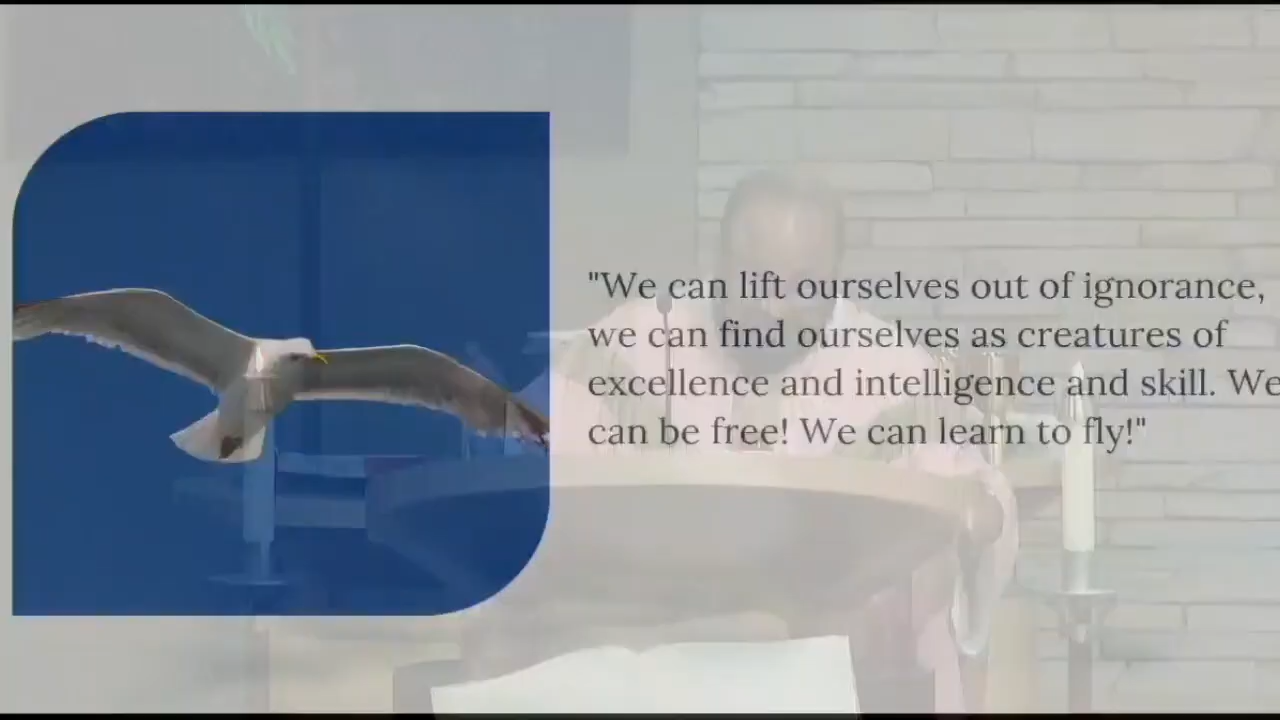 "We can lift ourselves out of ignorance,
we can find ourselves as creatures of
excellence and intelligence and skill. We
can be free! We can learn to fly!"